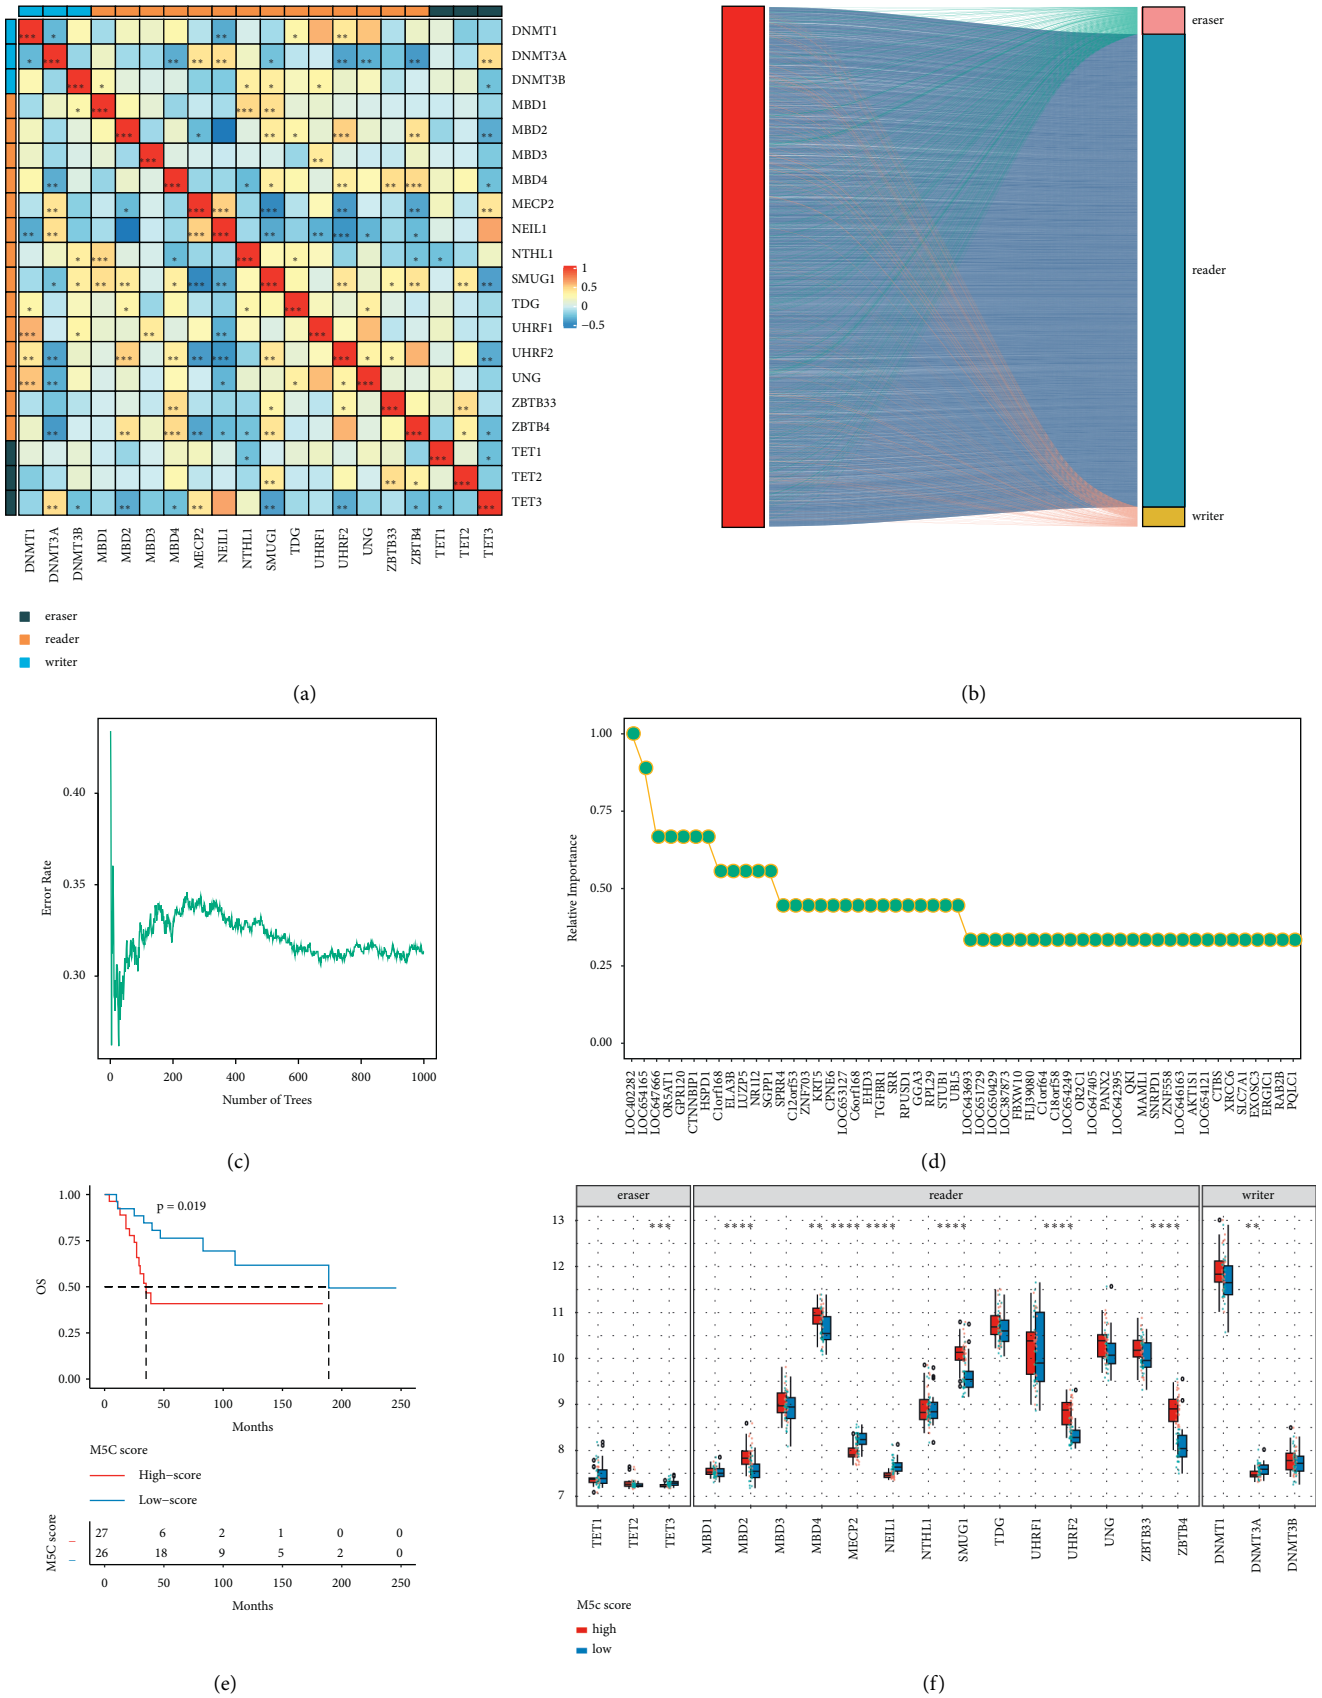 DNMT1
DNMT3A
DNMT3B
MBD1
MBD2
MBD3
MBD4
MECP2
NEIL1
NTHL1
SMUG1
TDG
UHRF1
UHRF2
UNG
ZBTB33
ZBTB4
TET1
TET2
TET3
1
0.5
0
−0.5
DNMT1 DNMT3A DNMT3B MBD1 MBD2 MBD3 MBD4 MECP2 NEIL1 NTHL1 SMUG1 TDG UHRF1 UHRF2 UNG ZBTB33 ZBTB4 TET1 TET2 TET3
eraser
reader
writer
(a)
eraser
reader
writer
(b)
Error Rate
0.40
0.35
0.30
0 200 400 600 800 1000
Number of Trees
(c)
Relative Importance
1.00
0.75
0.50
0.25
0.00
LOC402282 LOC654165 LOC647666 OR5AT1 GPR120 CTNNBIP1 HSPD1 C1orf168 ELA3B LUZP5 NR1I2 SGPP1 SPRR4 C12orf53 ZNF703 KRT5 CPNE6 LOC653127 C6orf168 EHD3 TGFBR1 SRR RPUSD1 GGA3 RPL29 STUB1 UBL5 LOC643693 LOC651729 LOC650429 LOC387873 FBXW10 FLJ39080 C1orf64 C18orf58 LOC654249 OR2C1 LOC647405 PANX2 LOC642395 QKI MAML1 SNRPD1 ZNF558 LOC646163 AKT1S1 LOC654121 CTBS XRCC6 SLC7A1 EXOSC3 ERGIC1 RAB2B PQLC1
(d)
OS
1.00
0.75
0.50
0.25
0.00
p = 0.019
0 50 100 150 200 250
Months
M5C score
High−score
Low−score
M5C score
27 6 2 1 0 0
26 18 9 5 2 0
0 50 100 150 200 250
Months
(e)
eraser reader writer
*** **** ** **** **** **** **** **** **
13
12
11
10
9
8
7
TET1 TET2 TET3 MBD1 MBD2 MBD3 MBD4 MECP2 NEIL1 NTHL1 SMUG1 TDG UHRF1 UHRF2 UNG ZBTB33 ZBTB4 DNMT1 DNMT3A DNMT3B
M5c score
high
low
(f)